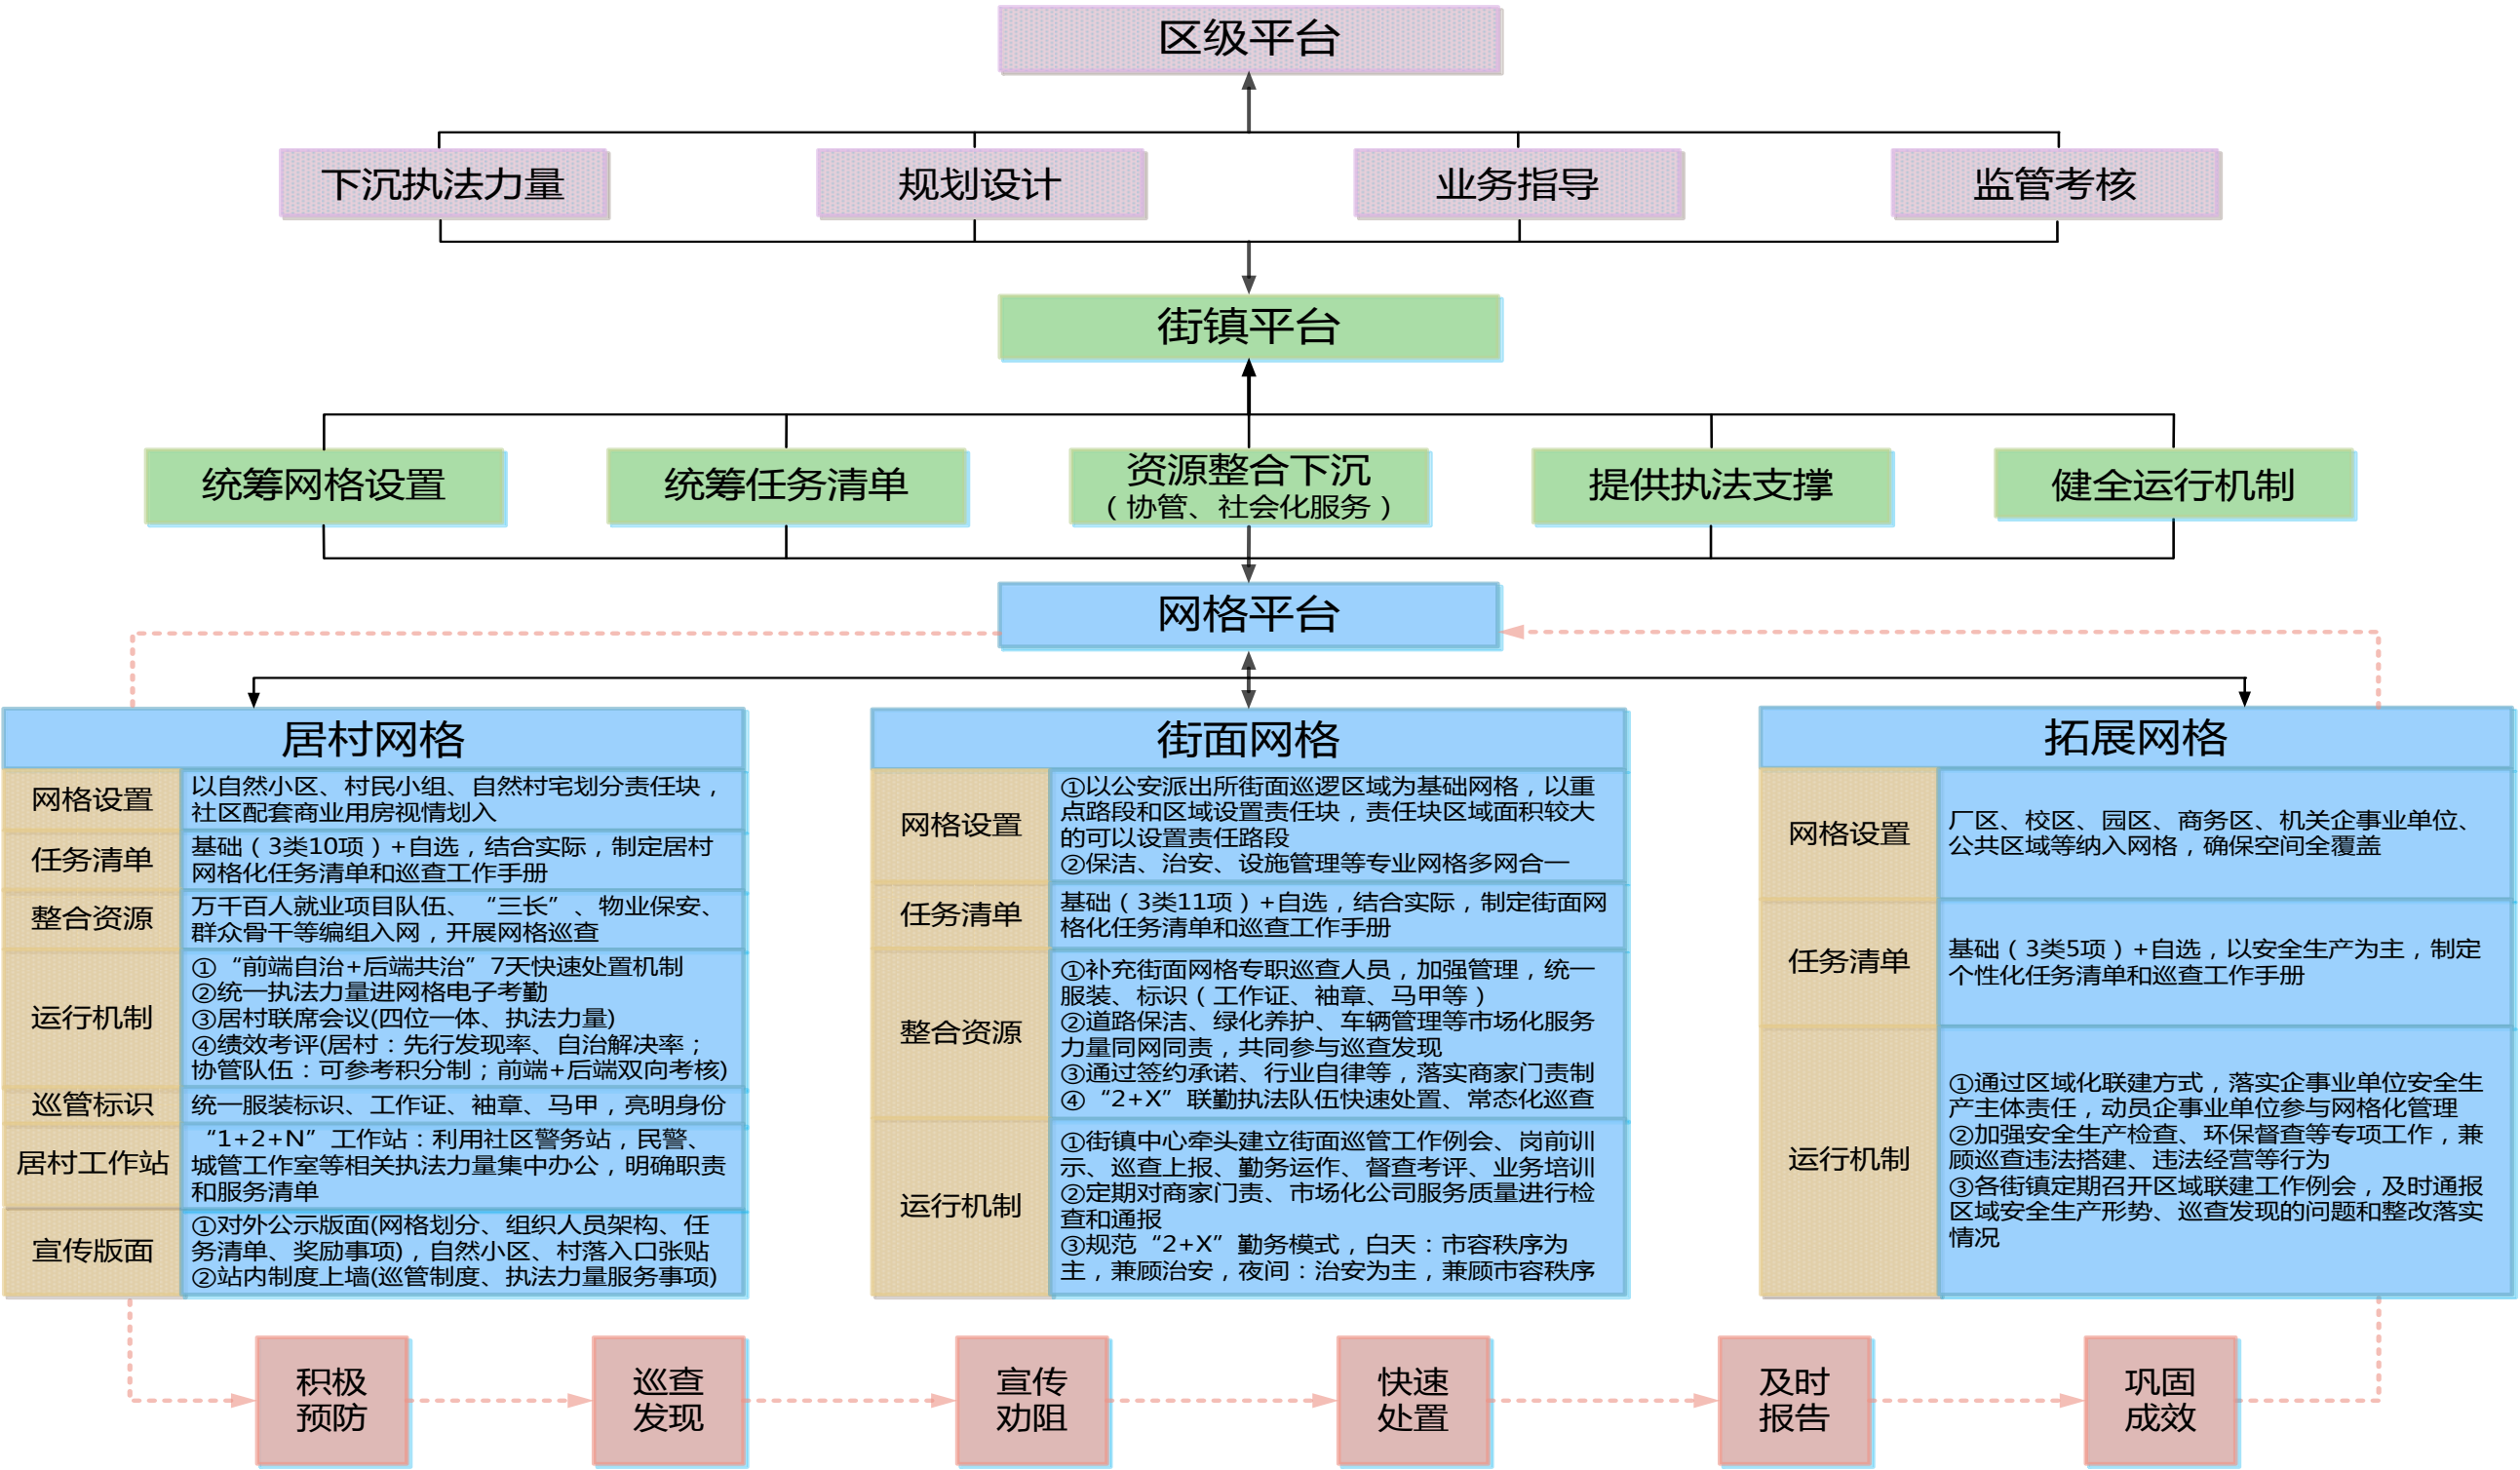 区级平台
下沉执法力量
规划设计
业务指导
监管考核
街镇平台
统筹网格设置
统筹任务清单
资源整合下沉
（协管、社会化服务）
提供执法支撑
健全运行机制
网格平台
居村网格
网格设置
以自然小区、村民小组、自然村宅划分责任块，
社区配套商业用房视情划入
任务清单
基础（3类10项）+自选，结合实际，制定居村
网格化任务清单和巡查工作手册
整合资源
万千百人就业项目队伍、“三长”、物业保安、
群众骨干等编组入网，开展网格巡查
运行机制
①“前端自治+后端共治”7天快速处置机制
②统一执法力量进网格电子考勤
③居村联席会议(四位一体、执法力量)
④绩效考评(居村：先行发现率、自治解决率；
协管队伍：可参考积分制；前端+后端双向考核)
巡管标识
统一服装标识、工作证、袖章、马甲，亮明身份
居村工作站
“1+2+N”工作站：利用社区警务站，民警、
城管工作室等相关执法力量集中办公，明确职责
和服务清单
宣传版面
①对外公示版面(网格划分、组织人员架构、任
务清单、奖励事项)，自然小区、村落入口张贴
②站内制度上墙(巡管制度、执法力量服务事项)
街面网格
网格设置
①以公安派出所街面巡逻区域为基础网格，以重
点路段和区域设置责任块，责任块区域面积较大
的可以设置责任路段
②保洁、治安、设施管理等专业网格多网合一
任务清单
基础（3类11项）+自选，结合实际，制定街面网
格化任务清单和巡查工作手册
整合资源
①补充街面网格专职巡查人员，加强管理，统一
服装、标识（工作证、袖章、马甲等）
②道路保洁、绿化养护、车辆管理等市场化服务
力量同网同责，共同参与巡查发现
③通过签约承诺、行业自律等，落实商家门责制
④“2+X”联勤执法队伍快速处置、常态化巡查
运行机制
①街镇中心牵头建立街面巡管工作例会、岗前训
示、巡查上报、勤务运作、督查考评、业务培训
②定期对商家门责、市场化公司服务质量进行检
查和通报
③规范“2+X”勤务模式，白天：市容秩序为
主，兼顾治安，夜间：治安为主，兼顾市容秩序
拓展网格
网格设置
厂区、校区、园区、商务区、机关企事业单位、
公共区域等纳入网格，确保空间全覆盖
任务清单
基础（3类5项）+自选，以安全生产为主，制定
个性化任务清单和巡查工作手册
运行机制
①通过区域化联建方式，落实企事业单位安全生
产主体责任，动员企事业单位参与网格化管理
②加强安全生产检查、环保督查等专项工作，兼
顾巡查违法搭建、违法经营等行为
③各街镇定期召开区域联建工作例会，及时通报
区域安全生产形势、巡查发现的问题和整改落实
情况
积极
预防
巡查
发现
宣传
劝阻
快速
处置
及时
报告
巩固
成效